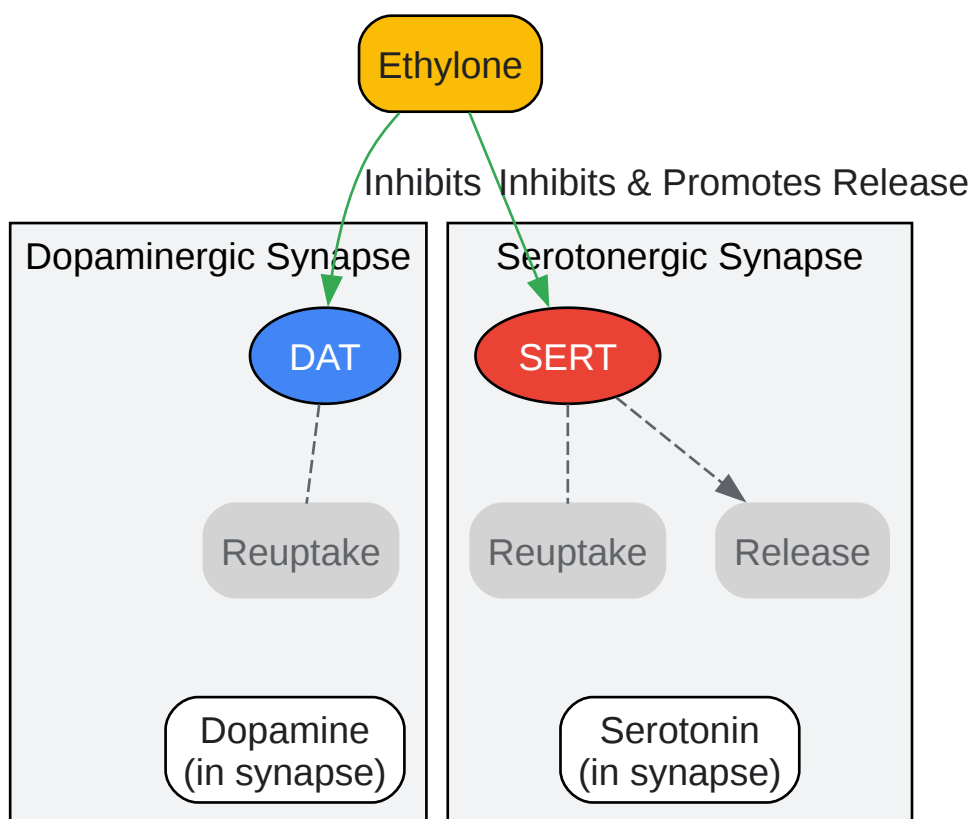 Ethylone
Inhibits
Inhibits & Promotes Release
Dopaminergic Synapse
Serotonergic Synapse
DAT
SERT
Reuptake
Reuptake
Release
Dopamine
(in synapse)
Serotonin
(in synapse)